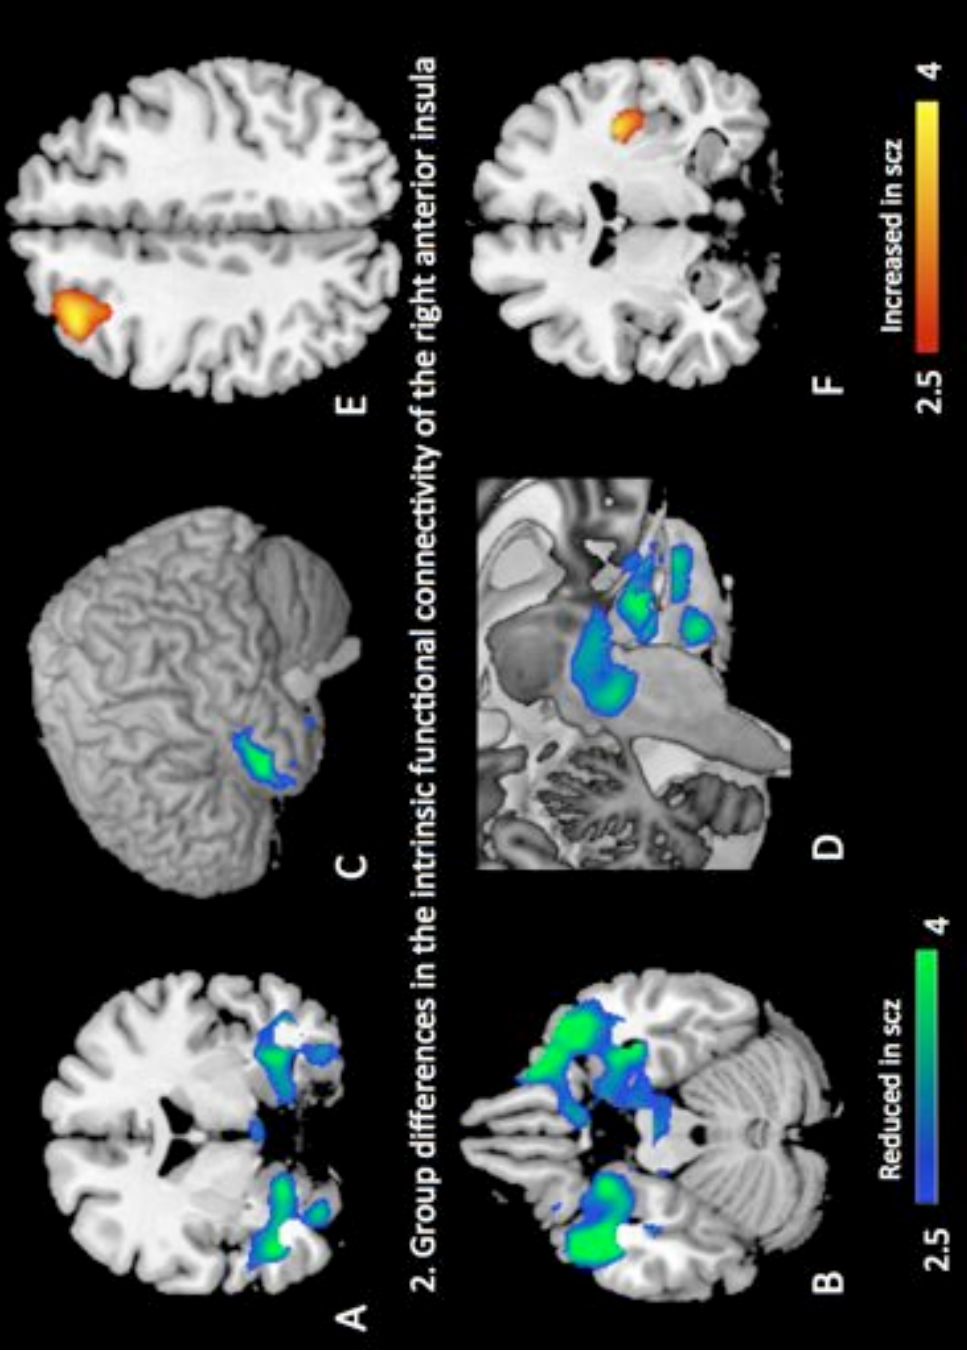 A
C
E
2. Group differences in the intrinsic functional connectivity of the right anterior insula
B
D
F
Reduced in scz
2.5
4
Increased in scz
2.5
4